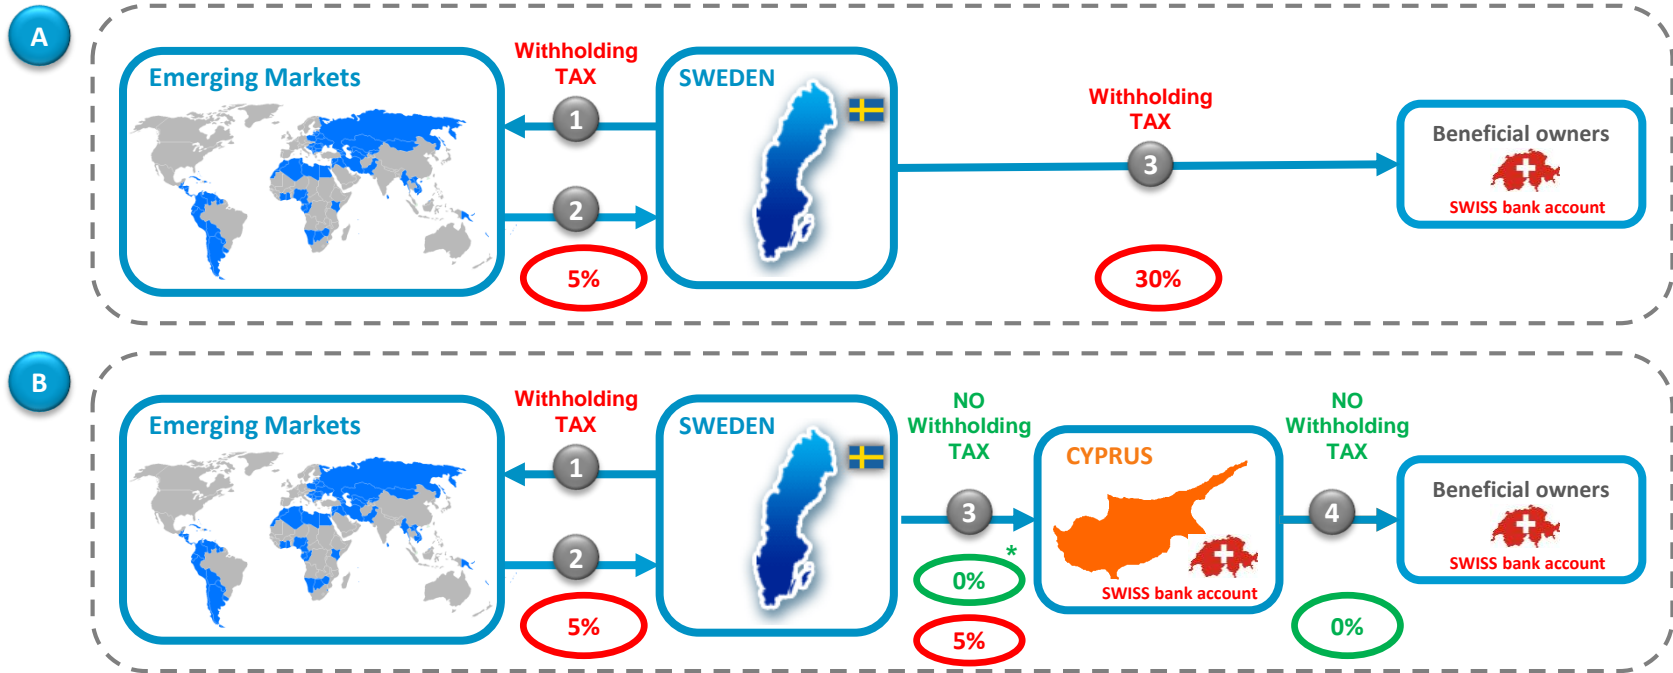 A
Withholding
TAX
Emerging Markets
SWEDEN
1
2
5%
Withholding
TAX
3
30%
Beneficial owners
SWISS bank account
B
Withholding
TAX
Emerging Markets
SWEDEN
1
2
5%
NO
Withholding
TAX
3
*
0%
5%
CYPRUS
SWISS bank account
NO
Withholding
TAX
4
0%
Beneficial owners
SWISS bank account